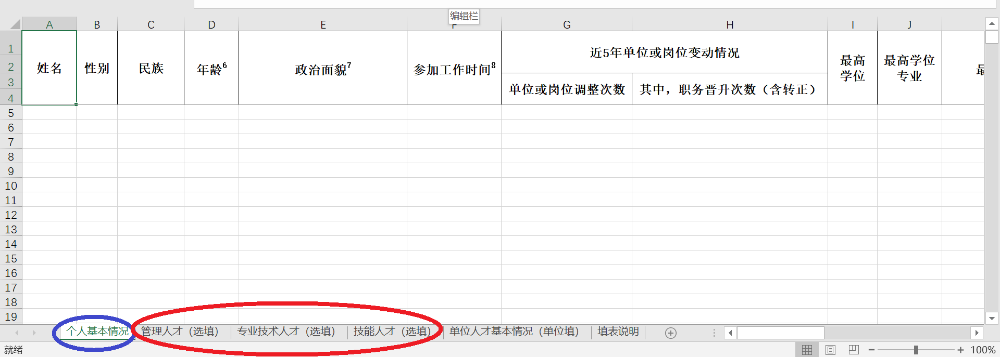 编辑栏
A B C D E F G H I J
1
2
3
4
姓名
性别
民族
年龄6
政治面貌7
参加工作时间8
近5年单位或岗位变动情况
单位或岗位调整次数
其中，职务晋升次数（含转正）
最高
学位
最高学位
专业
5
6
7
8
9
10
11
12
13
14
15
16
17
18
19
个人基本情况 管理人才（选填） 专业技术人才（选填） 技能人才（选填） 单位人才基本情况（单位填） 填表说明
就绪
100%